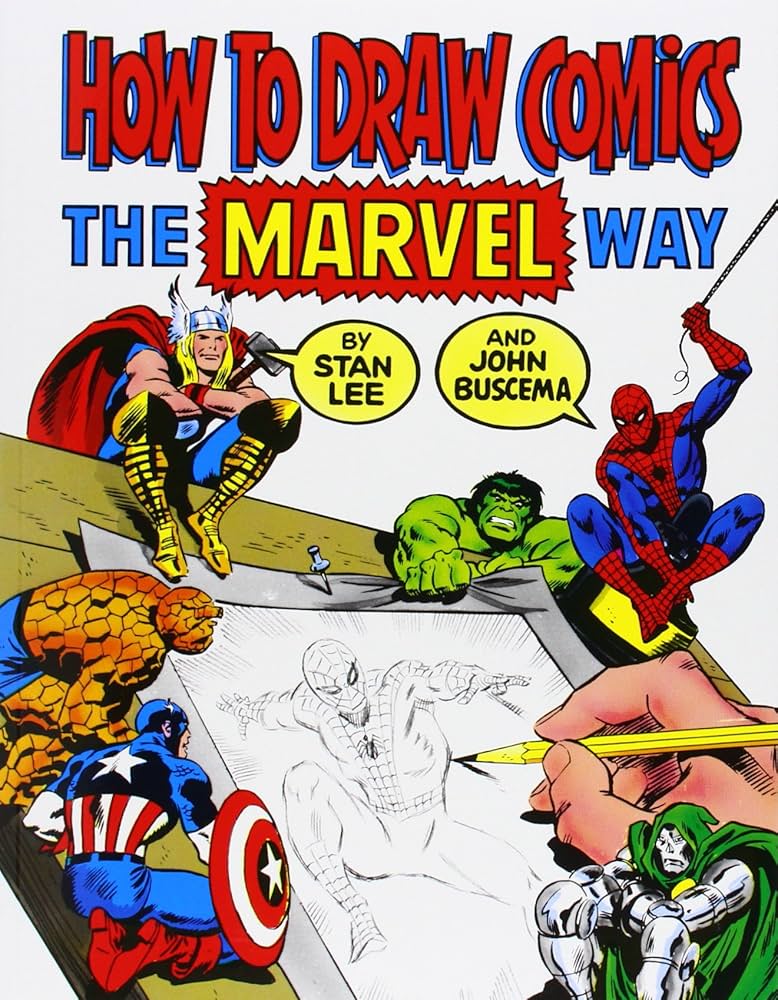 HOW TO DRAW COMiCS
THE MARVEL WAY
BY
STAN
LEE
AND
JOHN
BUSCEMA